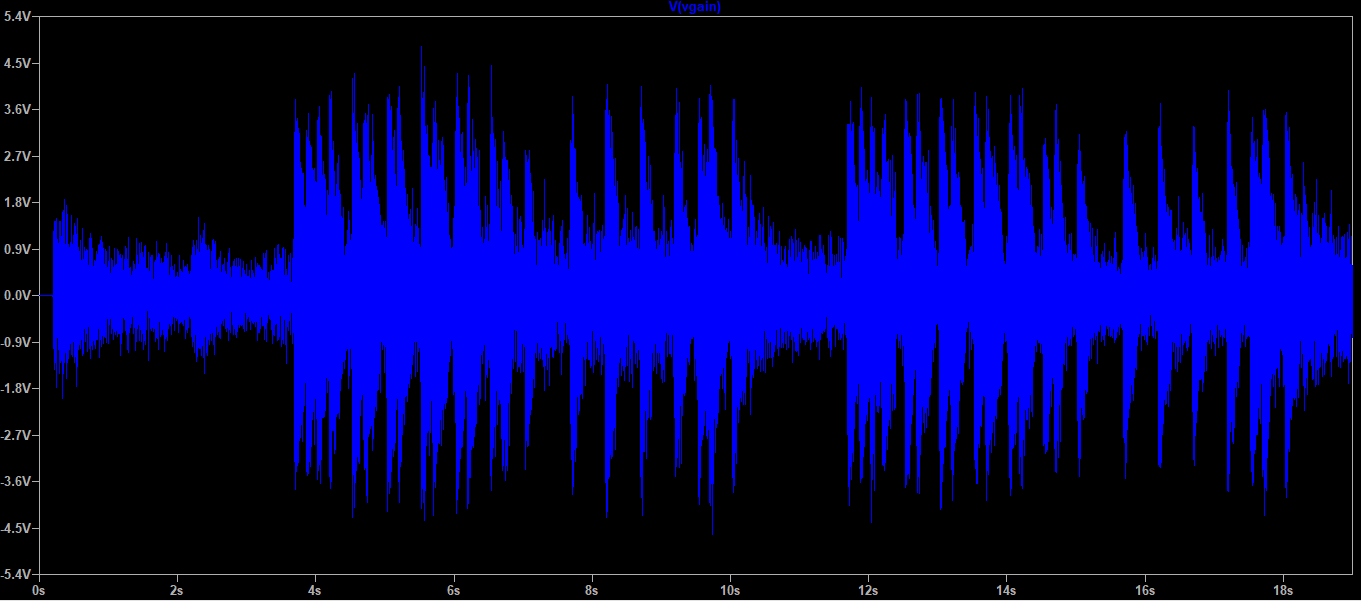 V(vgain)
5.4V
4.5V
3.6V
2.7V
1.8V
0.9V
0.0V
-0.9V
-1.8V
-2.7V
-3.6V
-4.5V
-5.4V
0s 2s 4s 6s 8s 10s 12s 14s 16s 18s